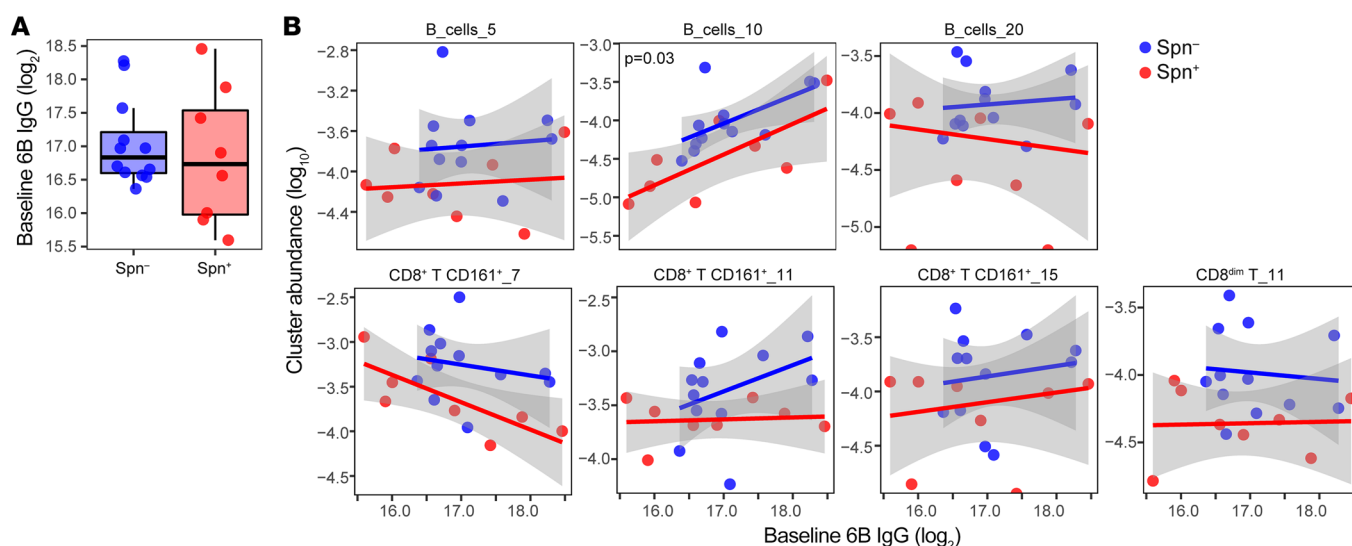 A
Baseline 6B IgG (log₂)
18.5
18.0
17.5
17.0
16.5
16.0
15.5
Spn⁻
Spn⁺
B
Cluster abundance (log₁₀)
B_cells_5
−2.8
−3.2
−3.6
−4.0
−4.4
B_cells_10
p=0.03
−3.0
−3.5
−4.0
−4.5
−5.0
−5.5
B_cells_20
−3.5
−4.0
−4.5
−5.0
Spn⁻
Spn⁺
CD8⁺ T CD161⁺_7
−2.5
−3.0
−3.5
−4.0
−4.5
16.0 17.0 18.0
CD8⁺ T CD161⁺_11
−2.5
−3.0
−3.5
−4.0
16.0 17.0 18.0
CD8⁺ T CD161⁺_15
−3.0
−3.5
−4.0
−4.5
16.0 17.0 18.0
CD8ᵈⁱᵐ T_11
−3.5
−4.0
−4.5
16.0 17.0 18.0
Baseline 6B IgG (log₂)